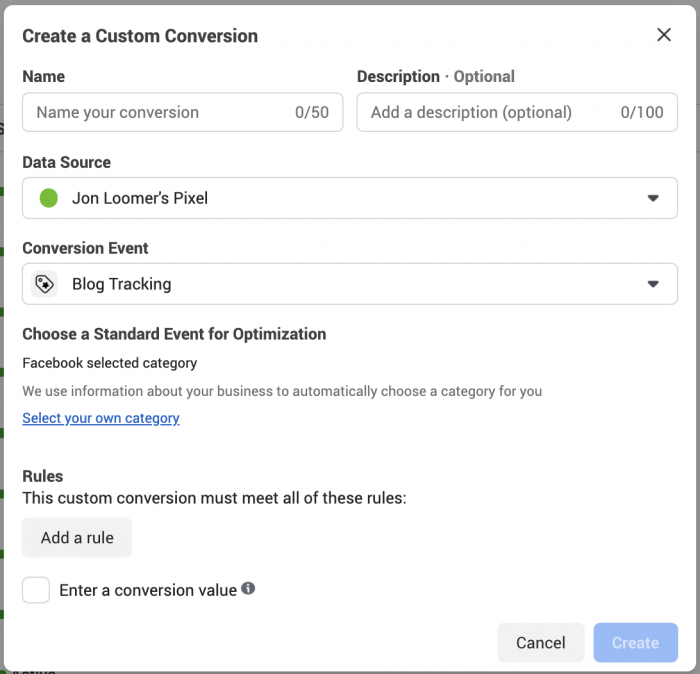 Create a Custom Conversion
Name
Description · Optional
Name your conversion 0/50
Add a description (optional) 0/100
Data Source
Jon Loomer's Pixel
Conversion Event
Blog Tracking
Choose a Standard Event for Optimization
Facebook selected category
We use information about your business to automatically choose a category for you
Select your own category
Rules
This custom conversion must meet all of these rules:
Add a rule
Enter a conversion value
Cancel
Create